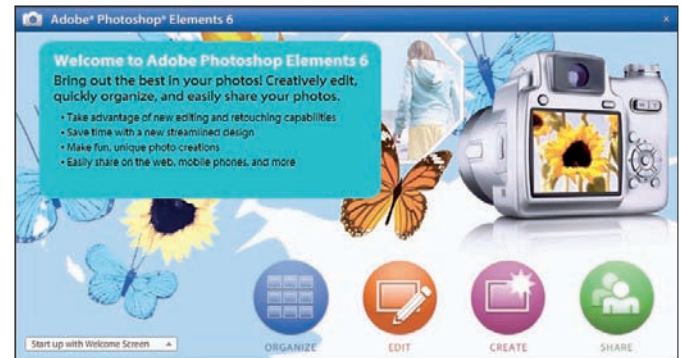 Adobe® Photoshop® Elements 6
Welcome to Adobe Photoshop Elements 6
Bring out the best in your photos! Creatively edit,
quickly organize, and easily share your photos.
• Take advantage of new editing and retouching capabilities
• Save time with a new streamlined design
• Make fun, unique photo creations
• Easily share on the web, mobile phones, and more
ORGANIZE
EDIT
CREATE
SHARE
Start up with Welcome Screen